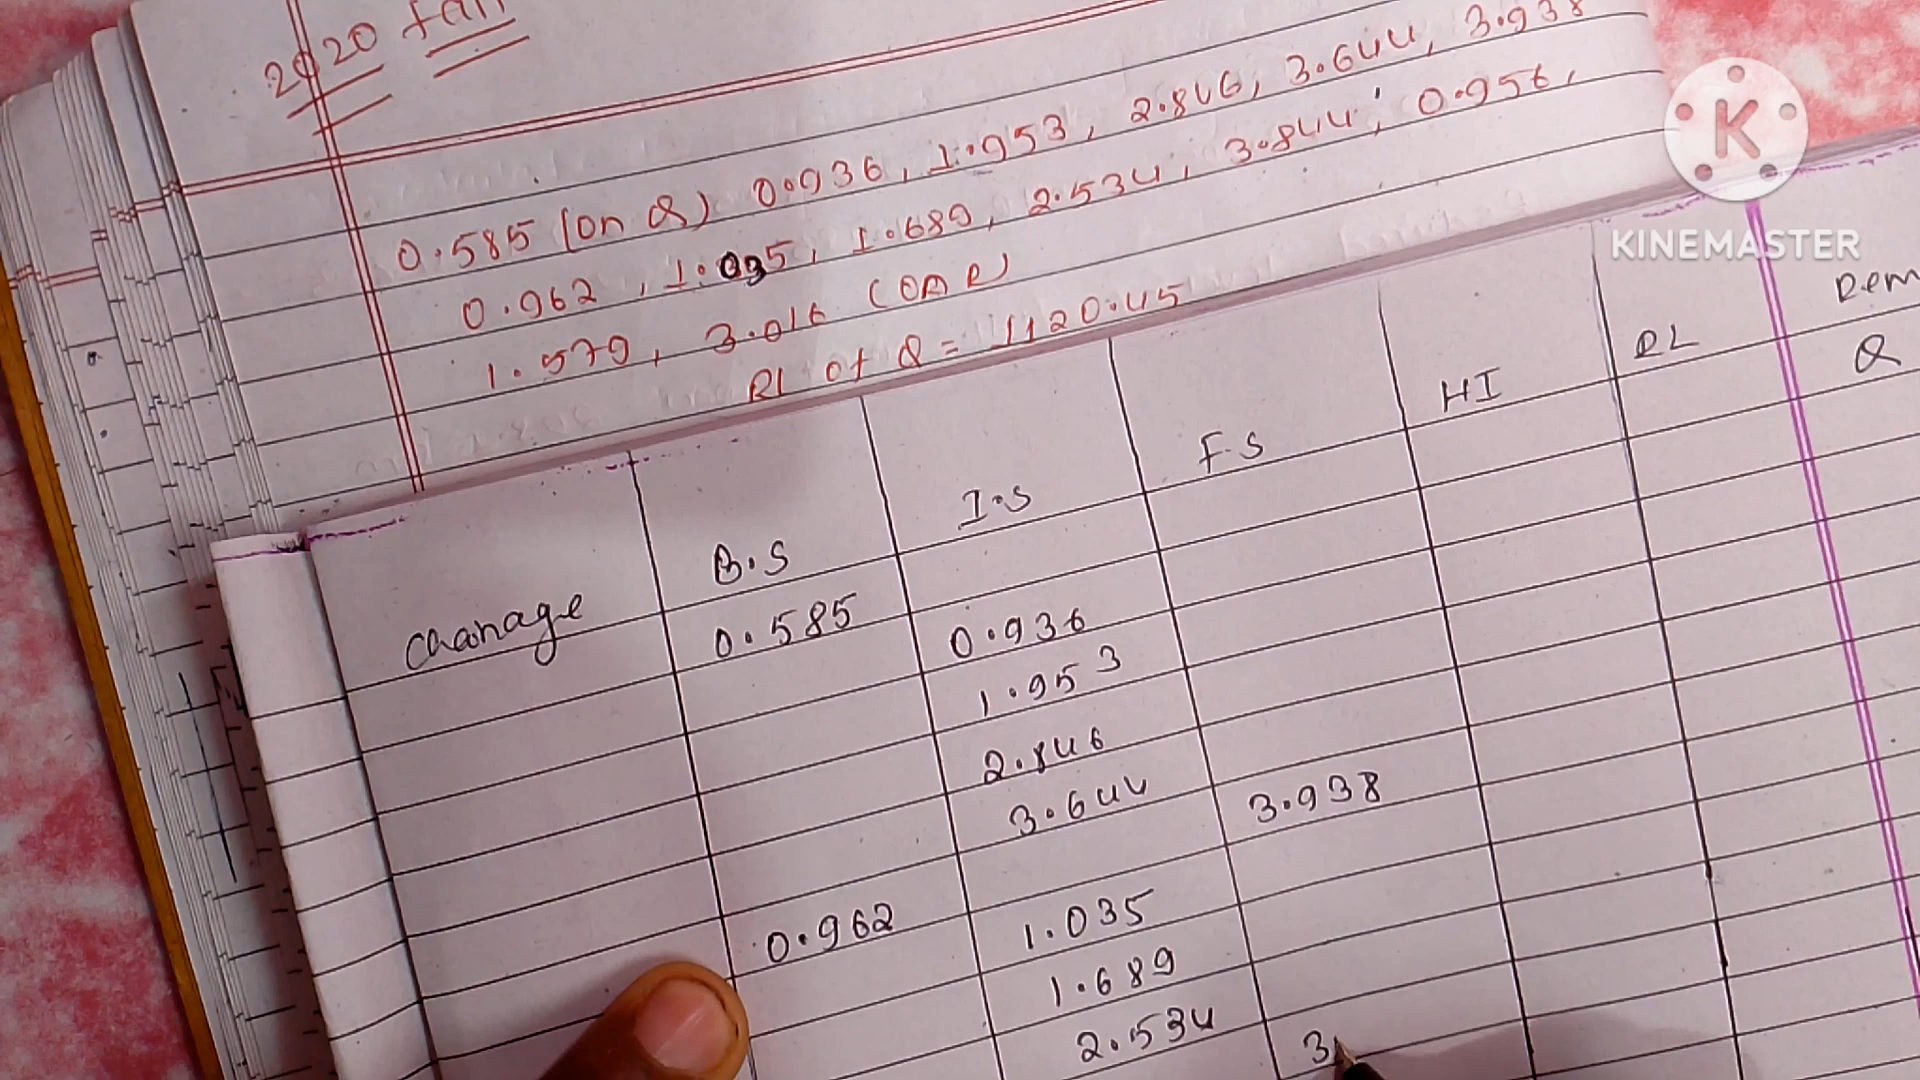 2020 fall
0.585 (on Q) 0.936, 1.953, 2.846, 3.644, 3.938
0.962, 1.035, 1.689, 2.534, 3.844, 0.956,
1.579, 3.016 (on R)
RL of Q = 1120.45
K
KINEMASTER
Chanage B.S I.S F.S HI RL Rem
0.585 0.936 Q
1.953
2.846
3.644 3.938
0.962 1.035
1.689
2.534 3.